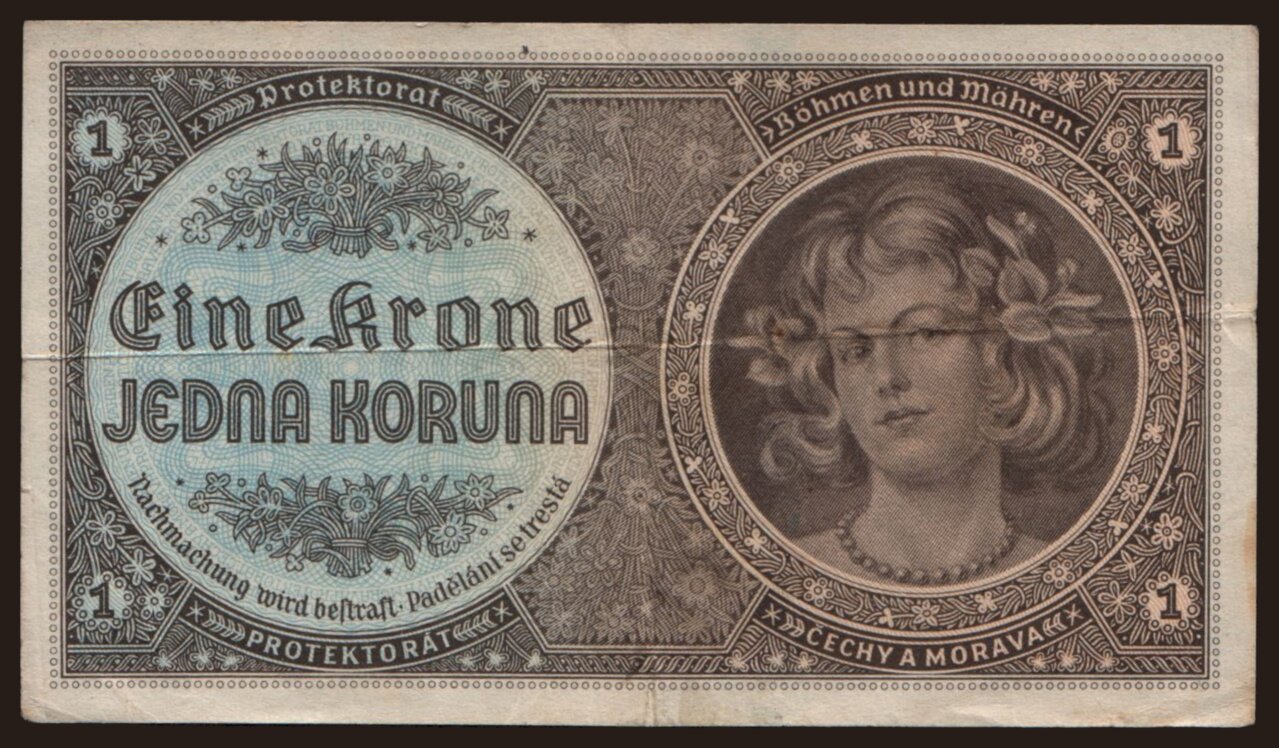 Protektorat
Böhmen und Mähren
1
1
Eine Krone
JEDNA KORUNA
Nachmachung wird bestraft · Padělání se trestá
1
1
PROTEKTORÁT
ČECHY A MORAVA